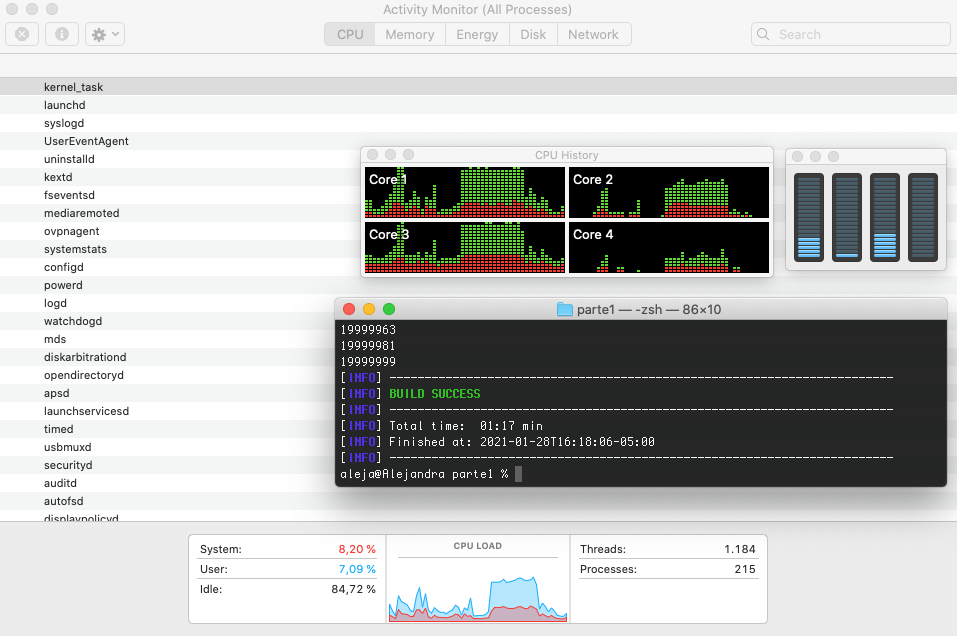 Activity Monitor (All Processes)
CPU Memory Energy Disk Network
Search
kernel_task
launchd
syslogd
UserEventAgent
uninstalld
kextd
fseventsd
mediaremoted
ovpnagent
systemstats
configd
powerd
logd
watchdogd
mds
diskarbitrationd
opendirectoryd
apsd
launchservicesd
timed
usbmuxd
securityd
auditd
autofsd
displaypolicyd
CPU History
Core 1 Core 2
Core 3 Core 4
parte1 — -zsh — 86×10
19999963
19999981
19999999
[INFO] ------------------------------------------------------------------------
[INFO] BUILD SUCCESS
[INFO] ------------------------------------------------------------------------
[INFO] Total time:  01:17 min
[INFO] Finished at: 2021-01-28T16:18:06-05:00
[INFO] ------------------------------------------------------------------------
aleja@Alejandra parte1 %
System: 8,20 %
User: 7,09 %
Idle: 84,72 %
CPU LOAD
Threads: 1.184
Processes: 215